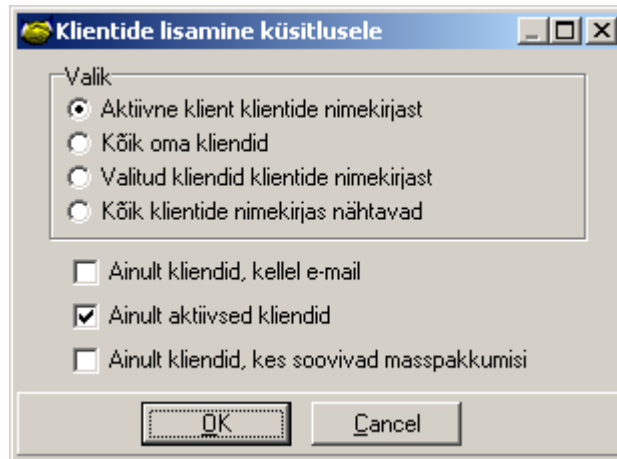 Klientide lisamine küsitlusele
Valik
Aktiivne klient klientide nimekirjast
Kõik oma kliendid
Valitud kliendid klientide nimekirjast
Kõik klientide nimekirjas nähtavad
Ainult kliendid, kellel e-mail
Ainult aktiivsed kliendid
Ainult kliendid, kes soovivad masspakkumisi
OK Cancel